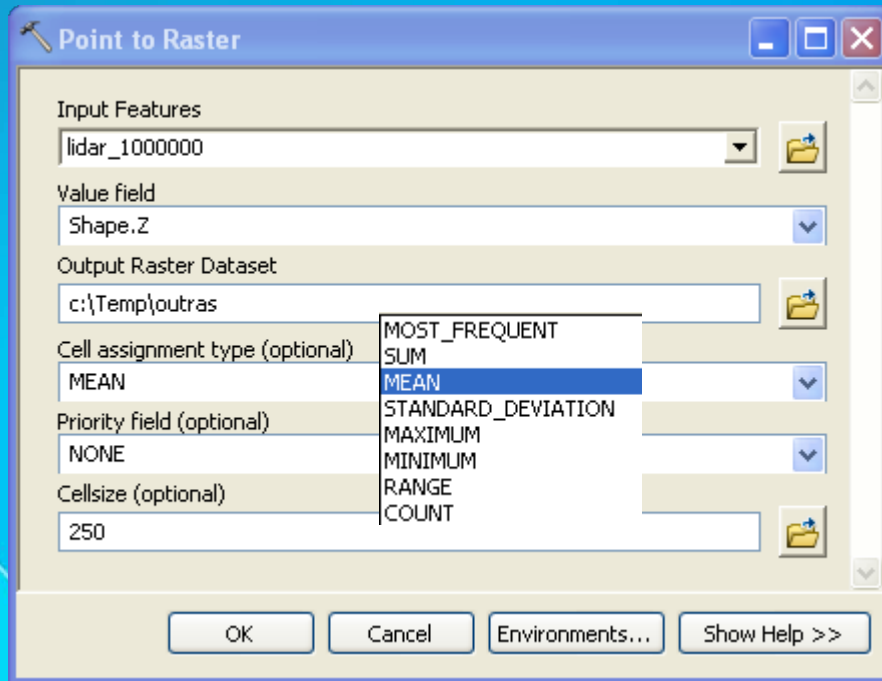 Point to Raster
Input Features
lidar_1000000
Value field
Shape.Z
Output Raster Dataset
c:\Temp\outras
Cell assignment type (optional)
MEAN
MOST_FREQUENT
SUM
MEAN
STANDARD_DEVIATION
MAXIMUM
MINIMUM
RANGE
COUNT
Priority field (optional)
NONE
Cellsize (optional)
250
OK
Cancel
Environments...
Show Help >>